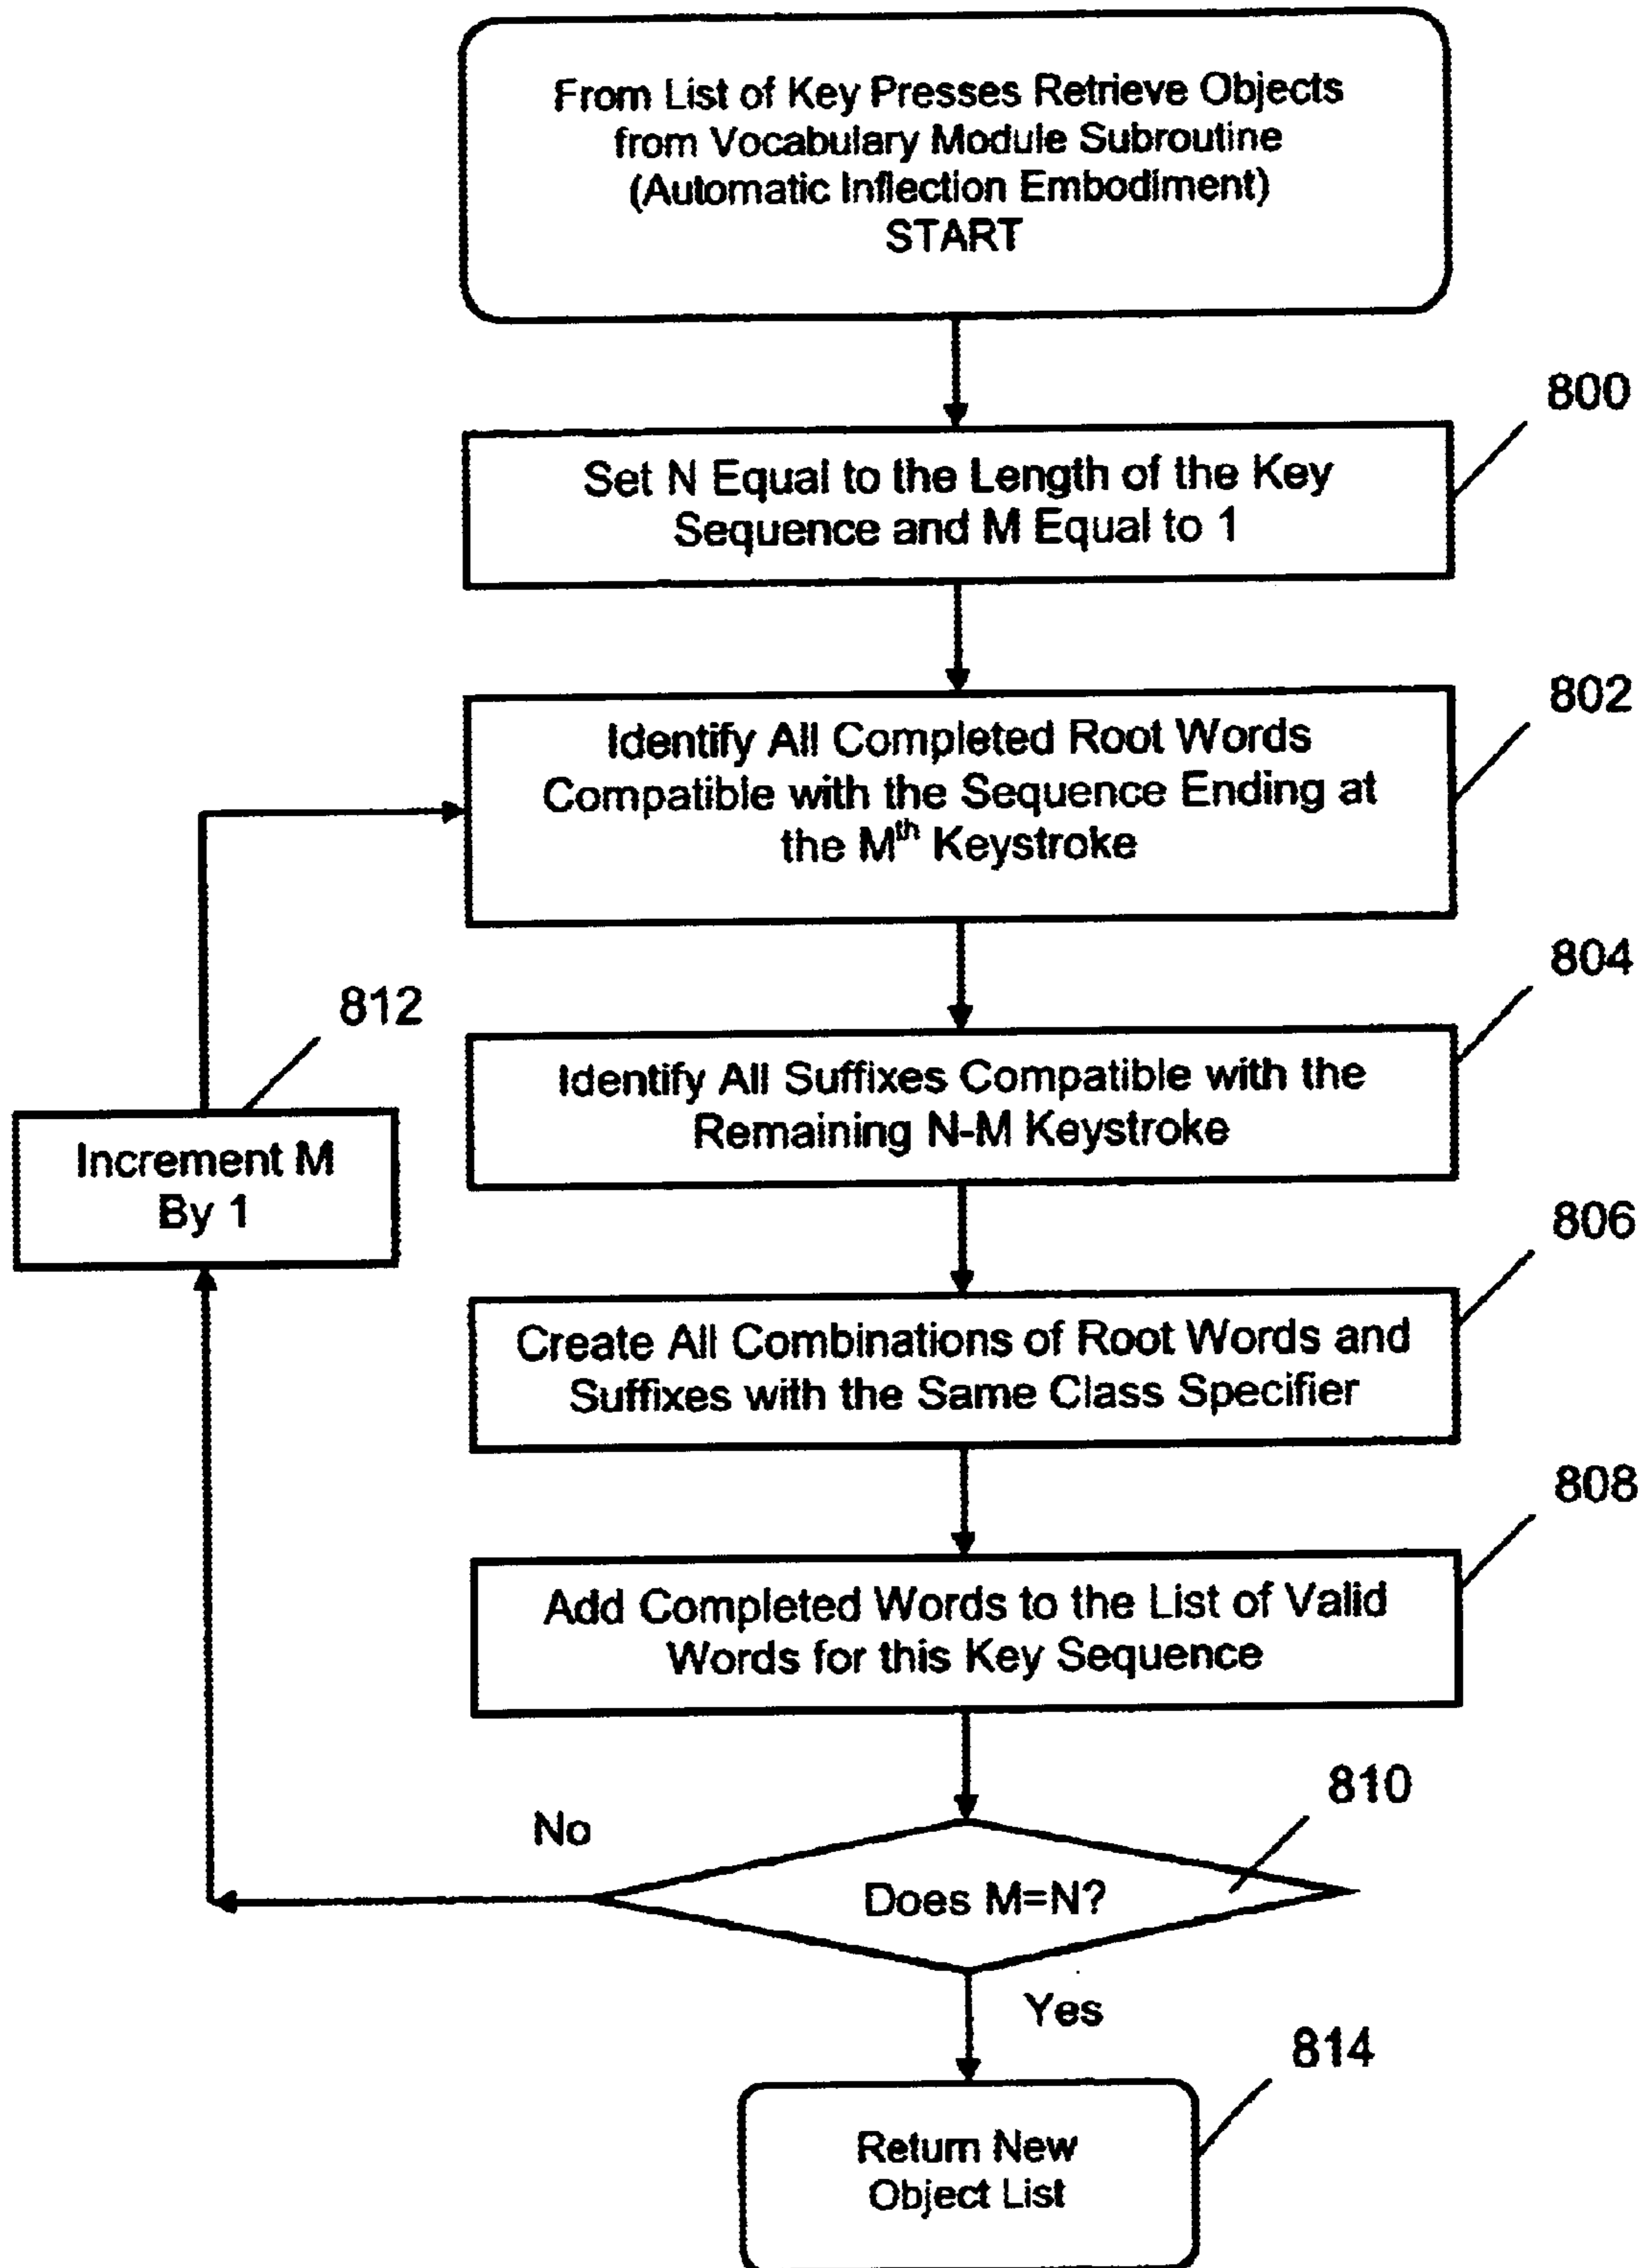 From List of Key Presses Retrieve Objects
from Vocabulary Module Subroutine
(Automatic Inflection Embodiment)
START
800
Set N Equal to the Length of the Key
Sequence and M Equal to 1
802
Identify All Completed Root Words
Compatible with the Sequence Ending at
the Mth Keystroke
804
Identify All Suffixes Compatible with the
Remaining N-M Keystroke
812
Increment M
By 1
806
Create All Combinations of Root Words and
Suffixes with the Same Class Specifier
808
Add Completed Words to the List of Valid
Words for this Key Sequence
810
No
Does M=N?
Yes
814
Return New
Object List